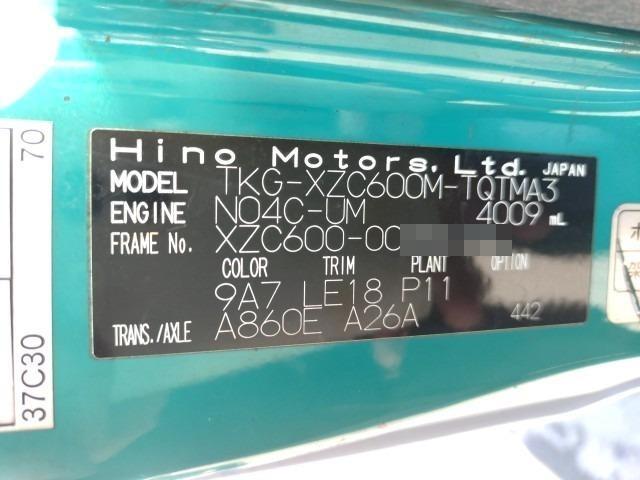 Hino Motors, Ltd. JAPAN
MODEL TKG-XZC600M-TQTMA3
ENGINE N04C-UM 4009 mL
FRAME No. XZC600-00
COLOR TRIM PLANT OPTION
9A7 LE18 P11
TRANS./AXLE A860E A26A 442
70
37C30